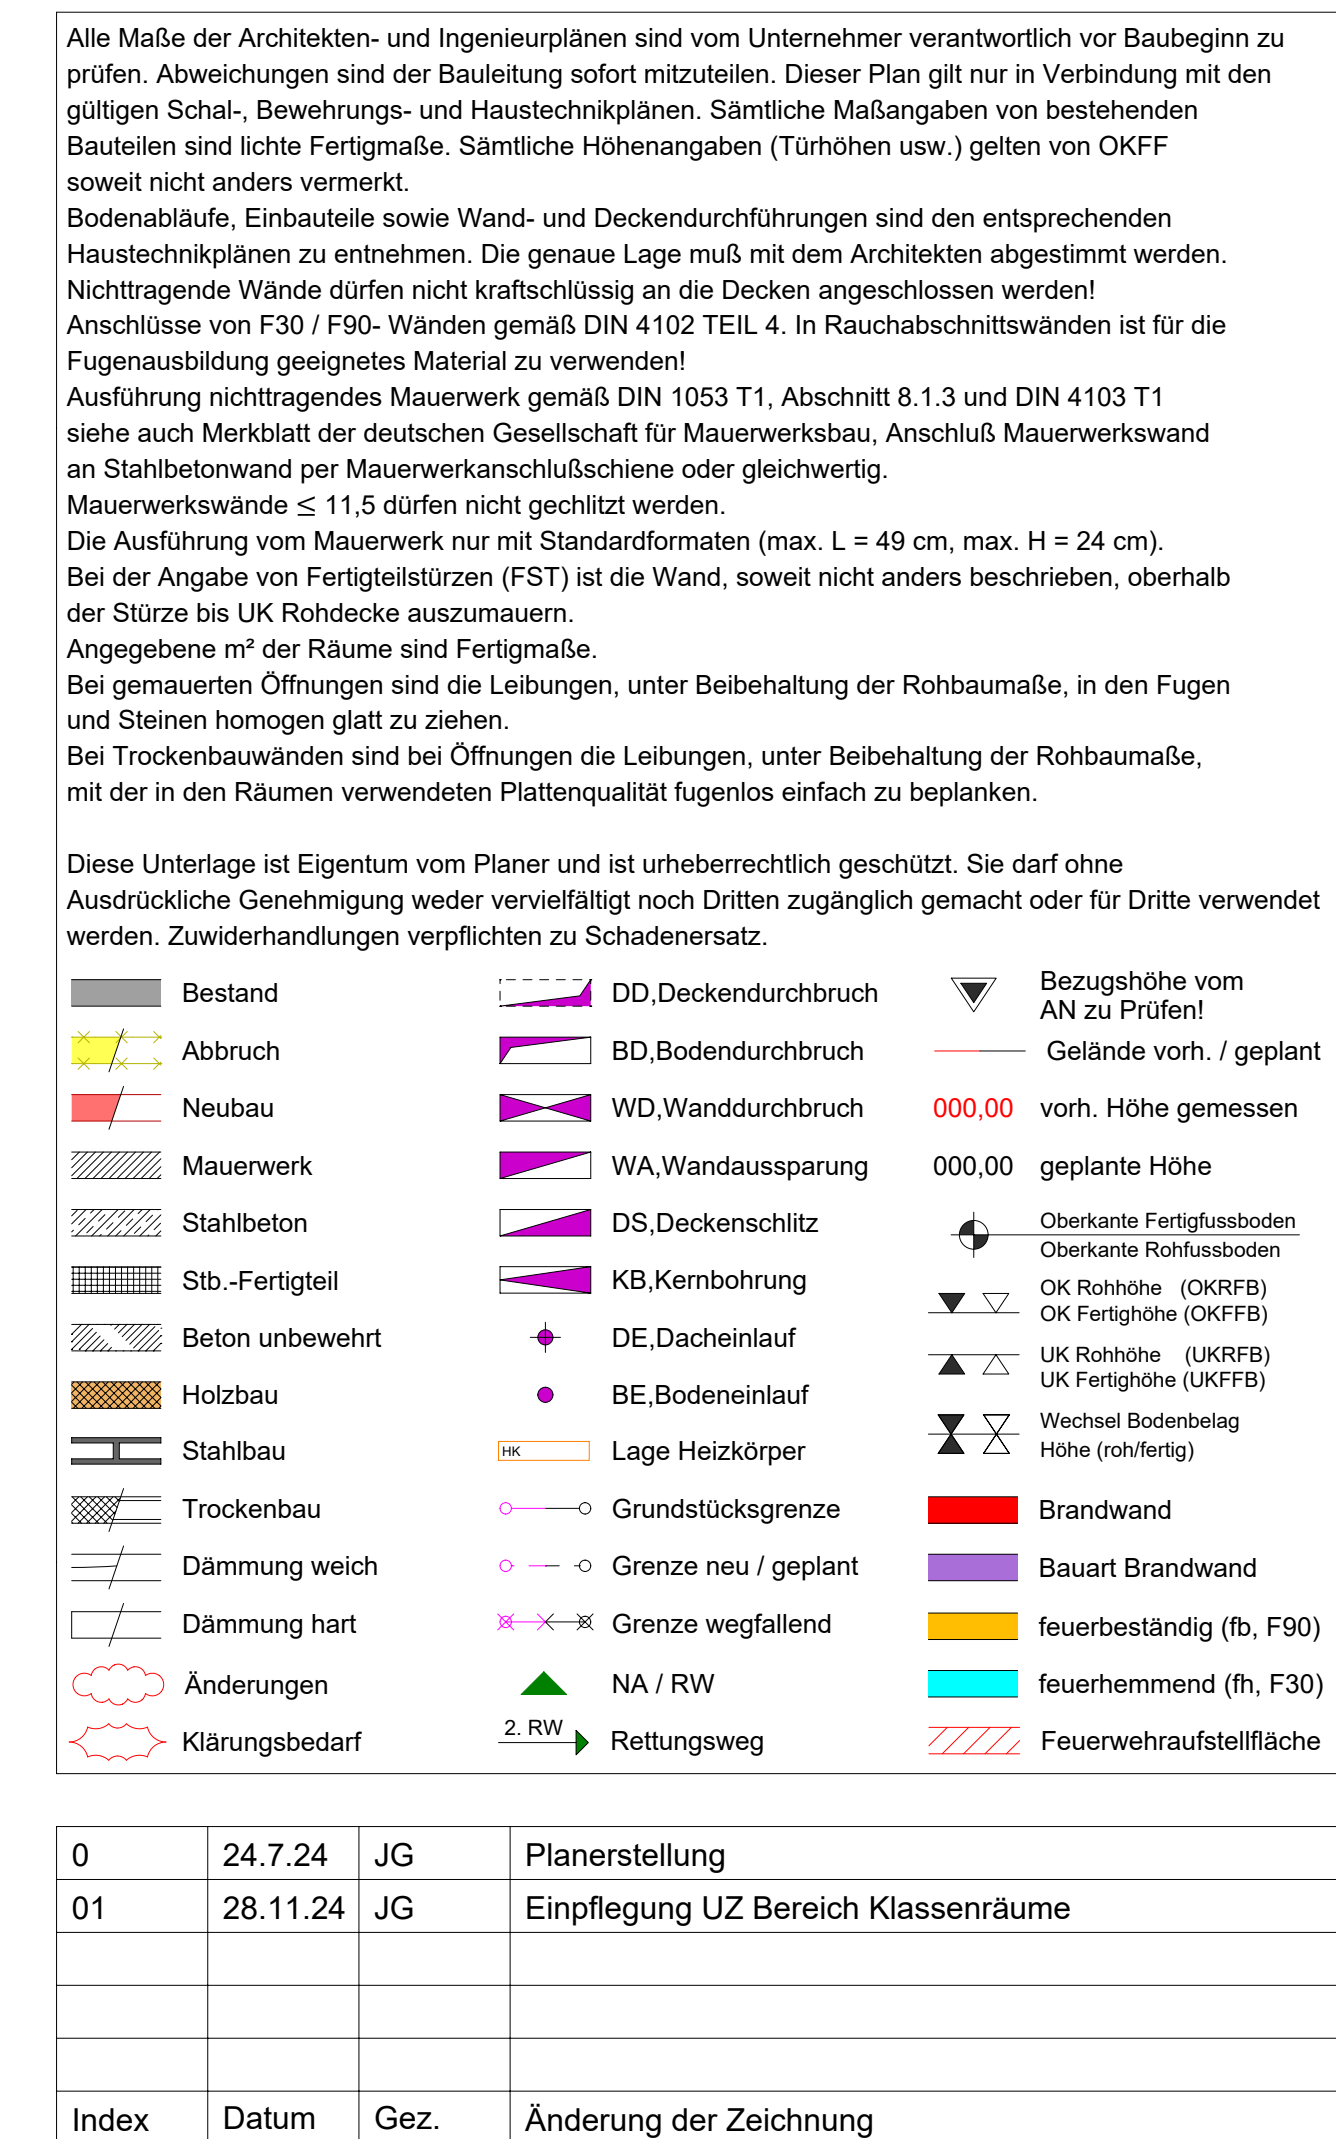 Alle Maße der Architekten- und Ingenieurplänen sind vom Unternehmer verantwortlich vor Baubeginn zu
prüfen. Abweichungen sind der Bauleitung sofort mitzuteilen. Dieser Plan gilt nur in Verbindung mit den
gültigen Schal-, Bewehrungs- und Haustechnikplänen. Sämtliche Maßangaben von bestehenden
Bauteilen sind lichte Fertigmaße. Sämtliche Höhenangaben (Türhöhen usw.) gelten von OKFF
soweit nicht anders vermerkt.
Bodenabläufe, Einbauteile sowie Wand- und Deckendurchführungen sind den entsprechenden
Haustechnikplänen zu entnehmen. Die genaue Lage muß mit dem Architekten abgestimmt werden.
Nichttragende Wände dürfen nicht kraftschlüssig an die Decken angeschlossen werden!
Anschlüsse von F30 / F90- Wänden gemäß DIN 4102 TEIL 4. In Rauchabschnittswänden ist für die
Fugenausbildung geeignetes Material zu verwenden!
Ausführung nichttragendes Mauerwerk gemäß DIN 1053 T1, Abschnitt 8.1.3 und DIN 4103 T1
siehe auch Merkblatt der deutschen Gesellschaft für Mauerwerksbau, Anschluß Mauerwerkswand
an Stahlbetonwand per Mauerwerkanschlußschiene oder gleichwertig.
Mauerwerkswände ≤ 11,5 dürfen nicht gechlitzt werden.
Die Ausführung vom Mauerwerk nur mit Standardformaten (max. L = 49 cm, max. H = 24 cm).
Bei der Angabe von Fertigteilstürzen (FST) ist die Wand, soweit nicht anders beschrieben, oberhalb
der Stürze bis UK Rohdecke auszumauern.
Angegebene m² der Räume sind Fertigmaße.
Bei gemauerten Öffnungen sind die Leibungen, unter Beibehaltung der Rohbaumaße, in den Fugen
und Steinen homogen glatt zu ziehen.
Bei Trockenbauwänden sind bei Öffnungen die Leibungen, unter Beibehaltung der Rohbaumaße,
mit der in den Räumen verwendeten Plattenqualität fugenlos einfach zu beplanken.
Diese Unterlage ist Eigentum vom Planer und ist urheberrechtlich geschützt. Sie darf ohne
Ausdrückliche Genehmigung weder vervielfältigt noch Dritten zugänglich gemacht oder für Dritte verwendet
werden. Zuwiderhandlungen verpflichten zu Schadenersatz.
Bestand
Abbruch
Neubau
Mauerwerk
Stahlbeton
Stb.-Fertigteil
Beton unbewehrt
Holzbau
Stahlbau
Trockenbau
Dämmung weich
Dämmung hart
Änderungen
Klärungsbedarf
DD,Deckendurchbruch
BD,Bodendurchbruch
WD,Wanddurchbruch
WA,Wandaussparung
DS,Deckenschlitz
KB,Kernbohrung
DE,Dacheinlauf
BE,Bodeneinlauf
HK Lage Heizkörper
Grundstücksgrenze
Grenze neu / geplant
Grenze wegfallend
NA / RW
2. RW Rettungsweg
Bezugshöhe vom
AN zu Prüfen!
Gelände vorh. / geplant
000,00 vorh. Höhe gemessen
000,00 geplante Höhe
Oberkante Fertigfussboden
Oberkante Rohfussboden
OK Rohhöhe (OKRFB)
OK Fertighöhe (OKFFB)
UK Rohhöhe (UKRFB)
UK Fertighöhe (UKFFB)
Wechsel Bodenbelag
Höhe (roh/fertig)
Brandwand
Bauart Brandwand
feuerbeständig (fb, F90)
feuerhemmend (fh, F30)
Feuerwehraufstellfläche
0 24.7.24 JG Planerstellung
01 28.11.24 JG Einpflegung UZ Bereich Klassenräume
Index Datum Gez. Änderung der Zeichnung